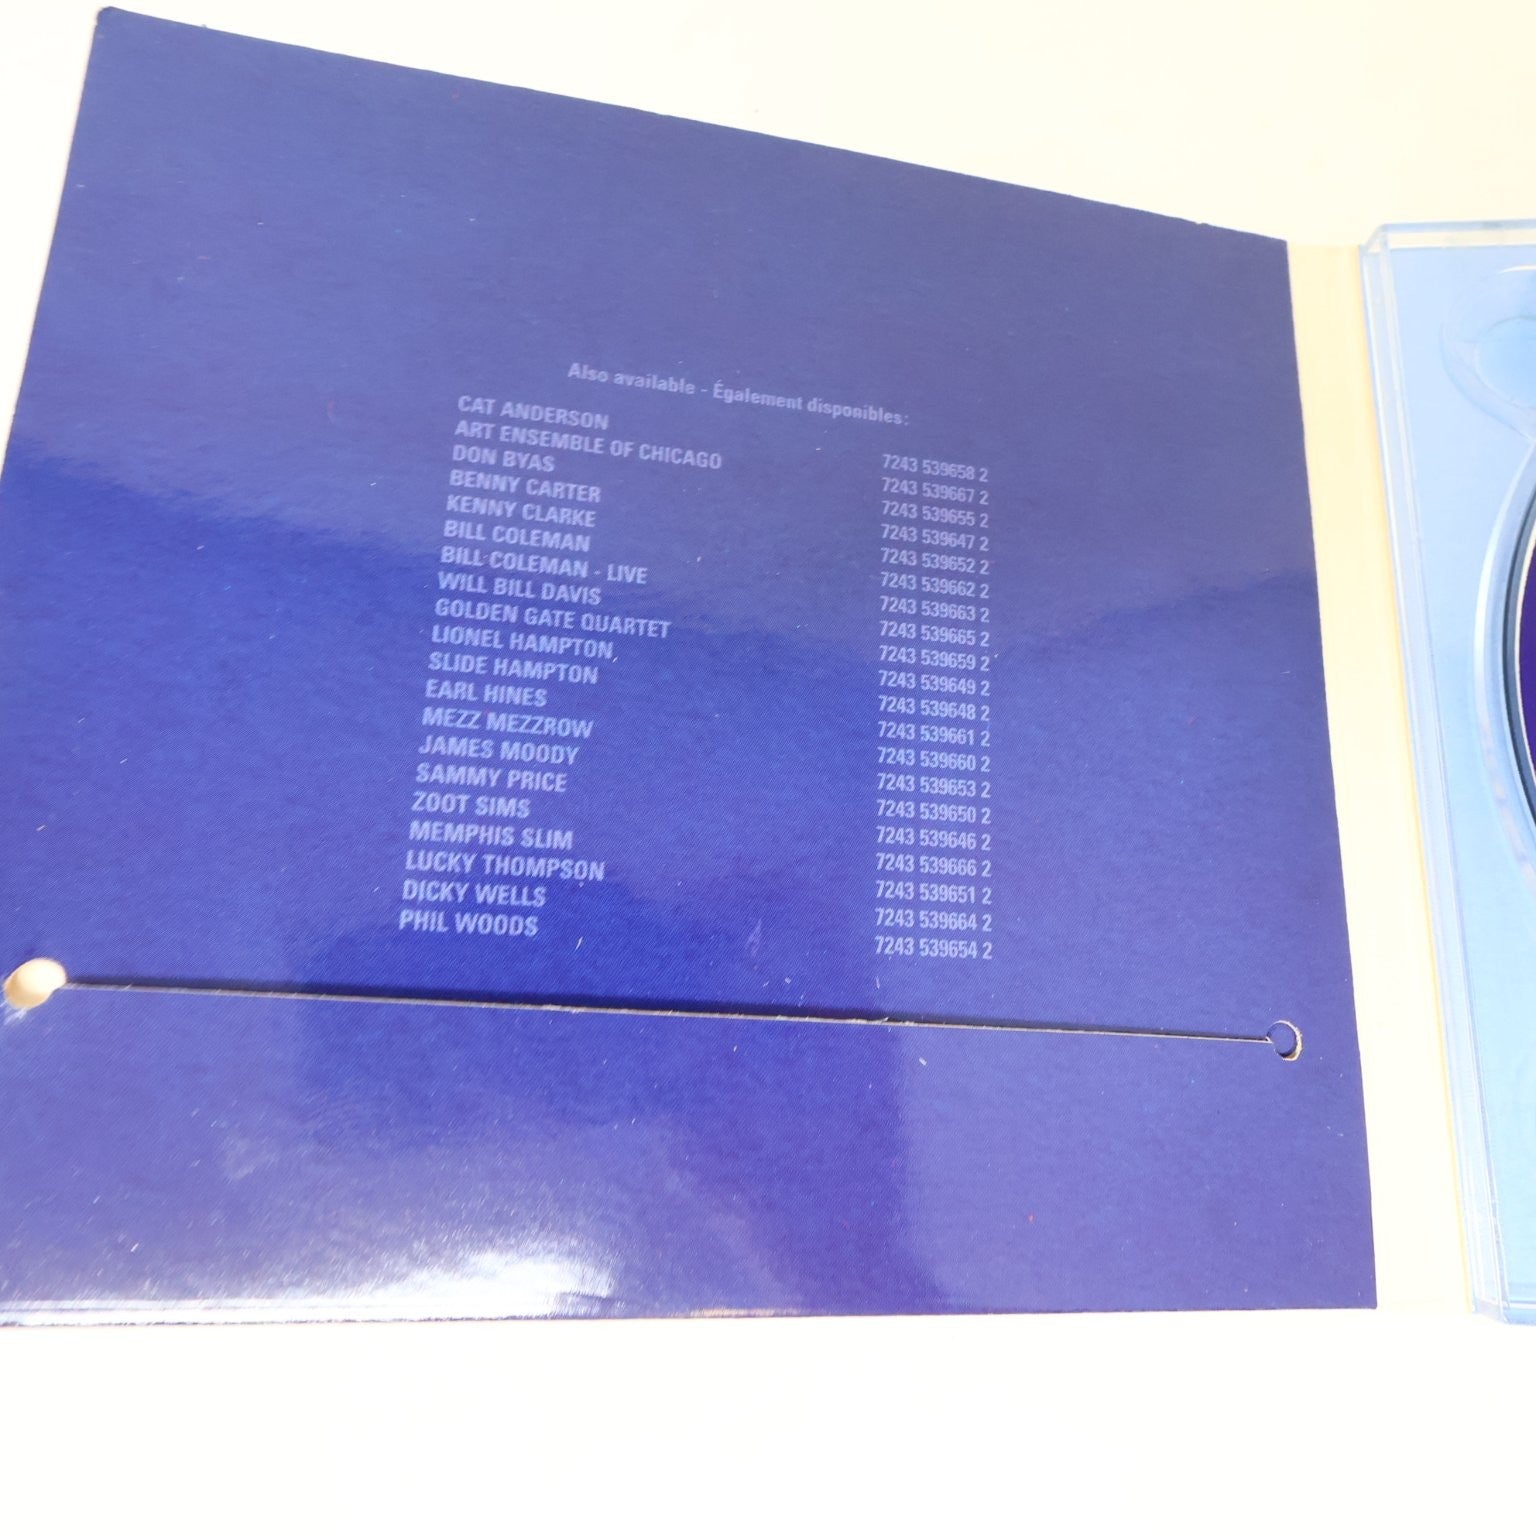 Also available - Également disponibles:
CAT ANDERSON 7243 539658 2
ART ENSEMBLE OF CHICAGO 7243 539667 2
DON BYAS 7243 539655 2
BENNY CARTER 7243 539647 2
KENNY CLARKE 7243 539652 2
BILL COLEMAN 7243 539662 2
BILL COLEMAN - LIVE 7243 539663 2
WILL BILL DAVIS 7243 539665 2
GOLDEN GATE QUARTET 7243 539659 2
LIONEL HAMPTON 7243 539649 2
SLIDE HAMPTON 7243 539648 2
EARL HINES 7243 539661 2
MEZZ MEZZROW 7243 539660 2
JAMES MOODY 7243 539653 2
SAMMY PRICE 7243 539650 2
ZOOT SIMS 7243 539646 2
MEMPHIS SLIM 7243 539666 2
LUCKY THOMPSON 7243 539651 2
DICKY WELLS 7243 539664 2
PHIL WOODS 7243 539654 2